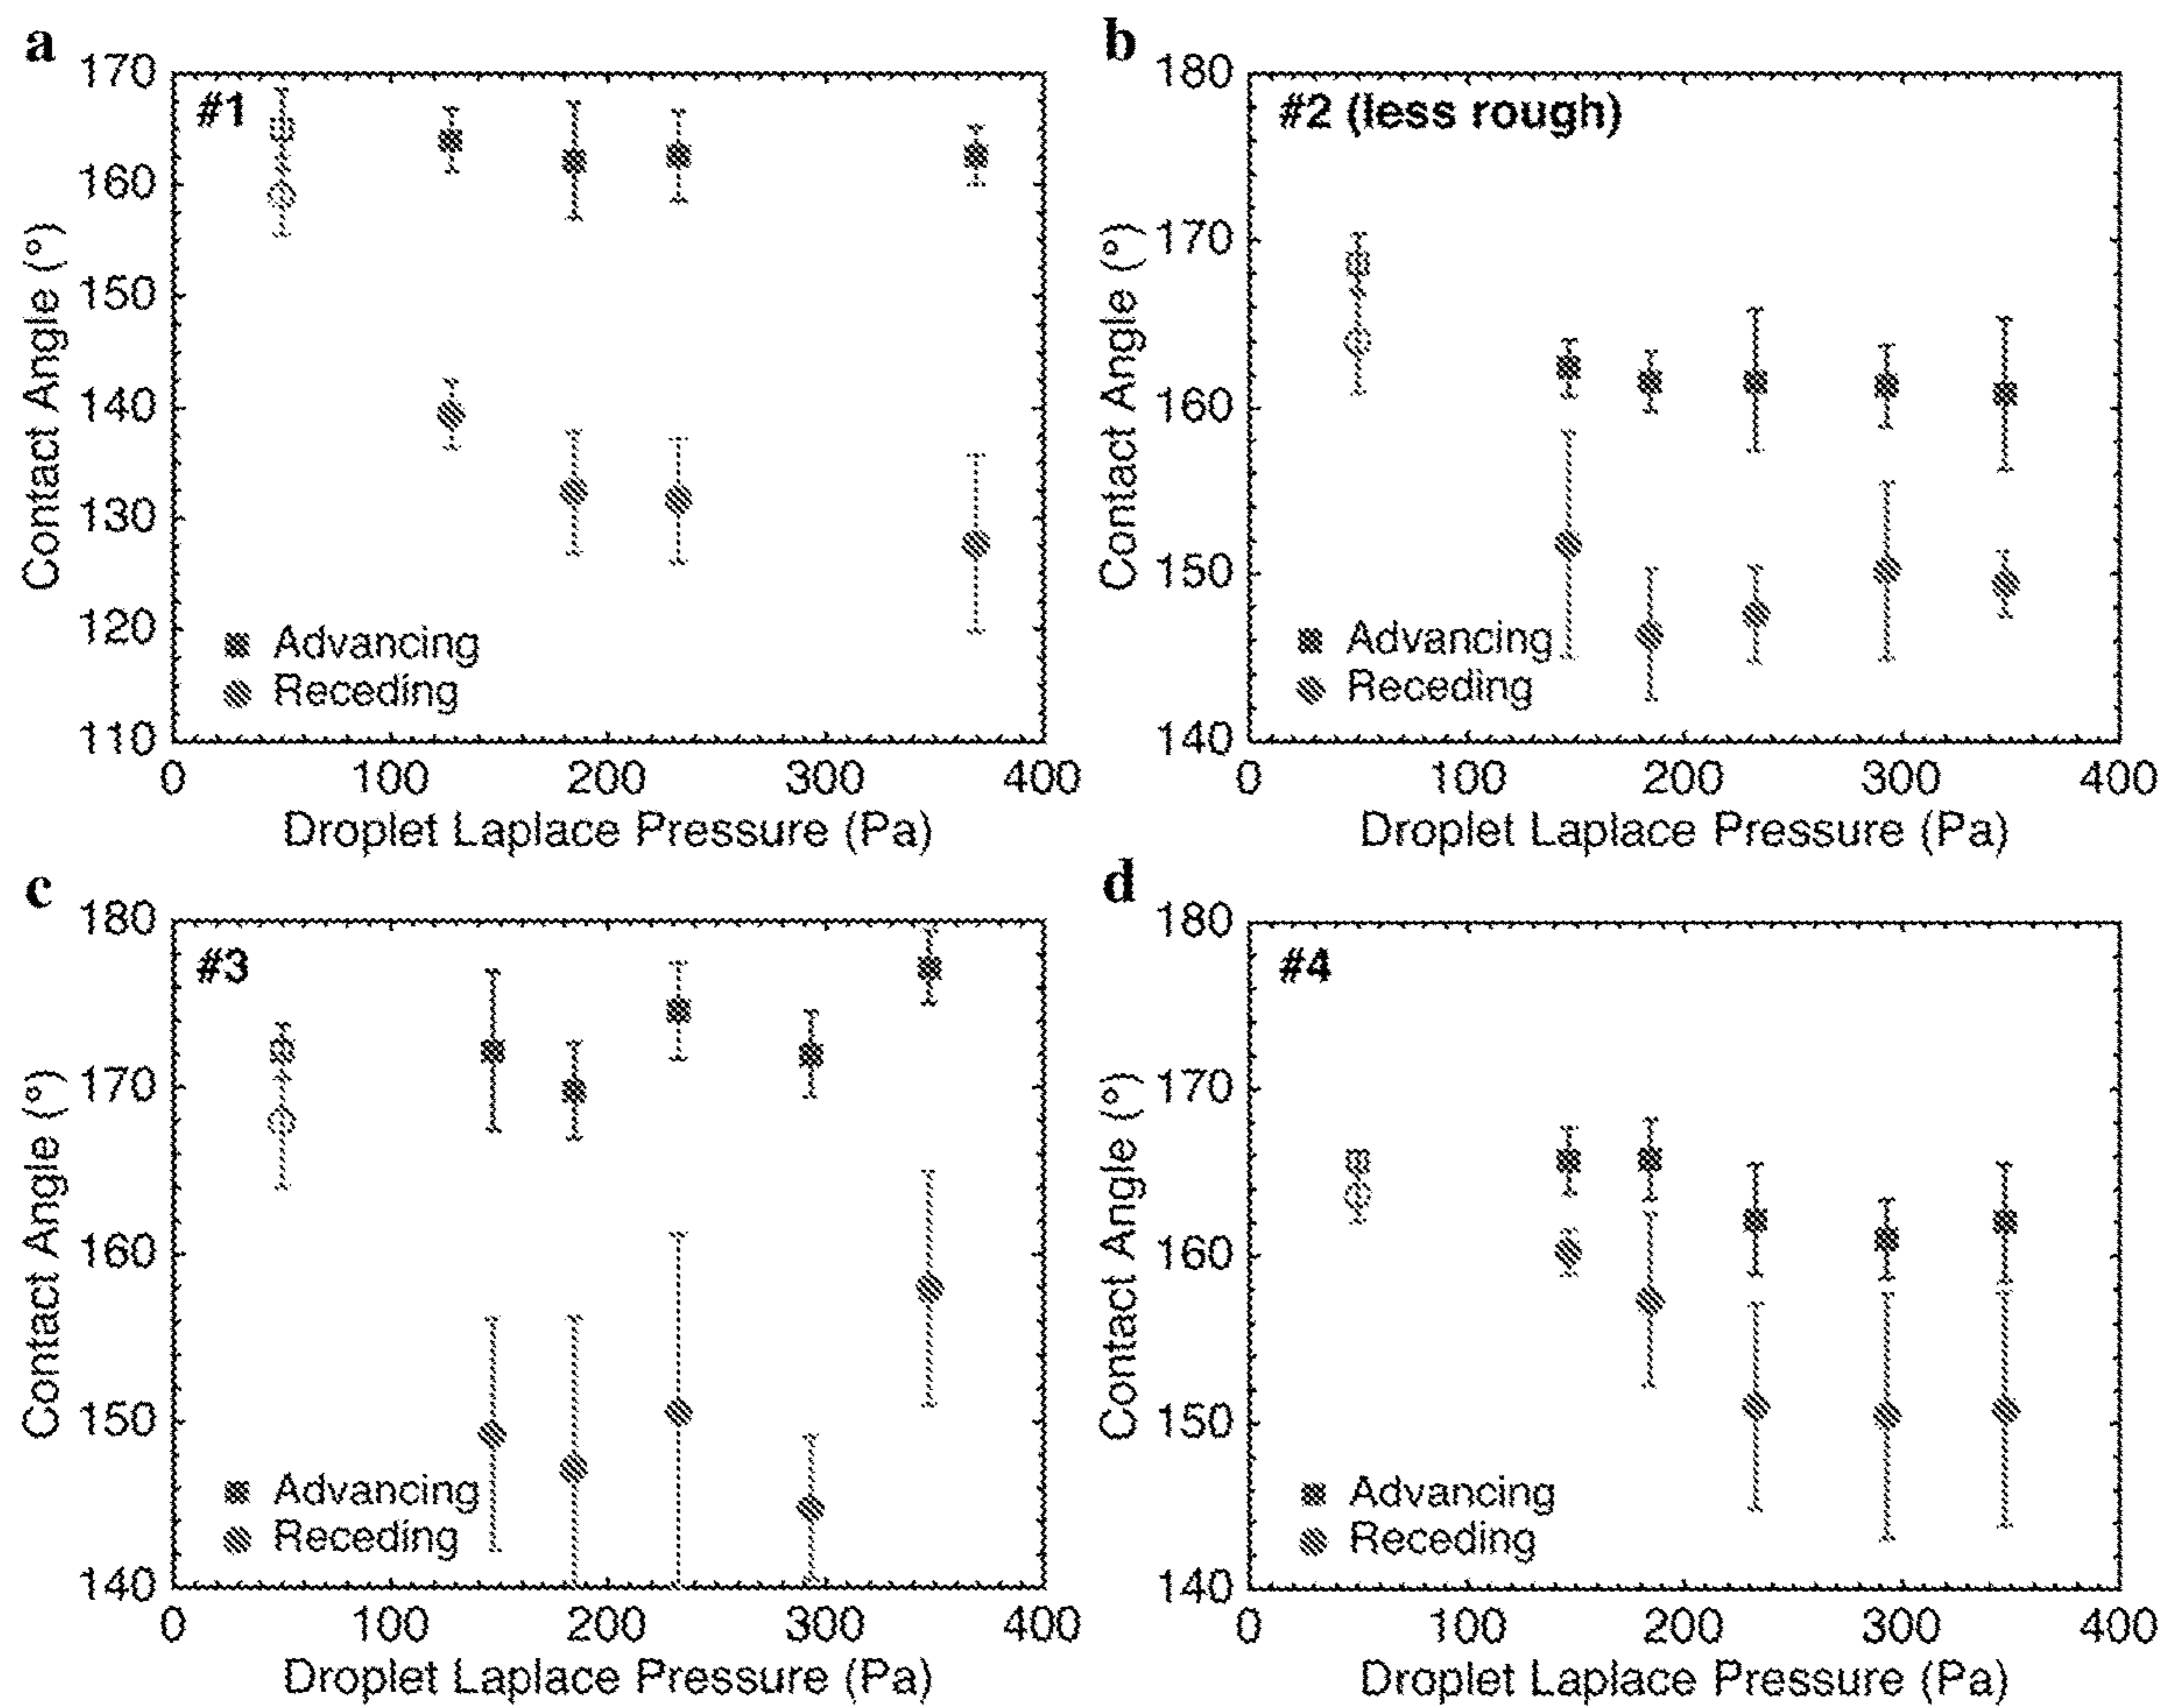 a
170
160
150
140
130
120
110
Contact Angle (°)
#1
Advancing
Receding
0 100 200 300 400
Droplet Laplace Pressure (Pa)
b
180
170
160
150
140
Contact Angle (°)
#2 (less rough)
Advancing
Receding
0 100 200 300 400
Droplet Laplace Pressure (Pa)
c
180
170
160
150
140
Contact Angle (°)
#3
Advancing
Receding
0 100 200 300 400
Droplet Laplace Pressure (Pa)
d
180
170
160
150
140
Contact Angle (°)
#4
Advancing
Receding
0 100 200 300 400
Droplet Laplace Pressure (Pa)